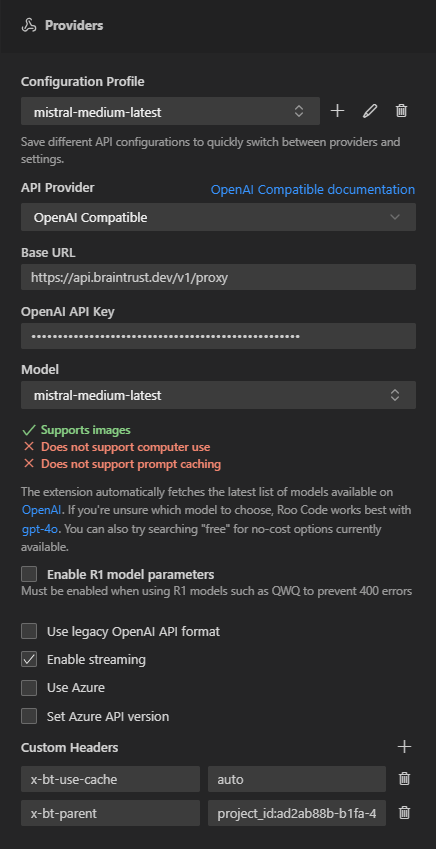 Providers
Configuration Profile
mistral-medium-latest
Save different API configurations to quickly switch between providers and
settings.
API Provider
OpenAI Compatible documentation
OpenAI Compatible
Base URL
https://api.braintrust.dev/v1/proxy
OpenAI API Key
••••••••••••••••••••••••••••••••••••••••••••••••••••
Model
mistral-medium-latest
Supports images
Does not support computer use
Does not support prompt caching
The extension automatically fetches the latest list of models available on
OpenAI. If you're unsure which model to choose, Roo Code works best with
gpt-4o. You can also try searching "free" for no-cost options currently
available.
Enable R1 model parameters
Must be enabled when using R1 models such as QWQ to prevent 400 errors
Use legacy OpenAI API format
Enable streaming
Use Azure
Set Azure API version
Custom Headers
x-bt-use-cache auto
x-bt-parent project_id:ad2ab88b-b1fa-4